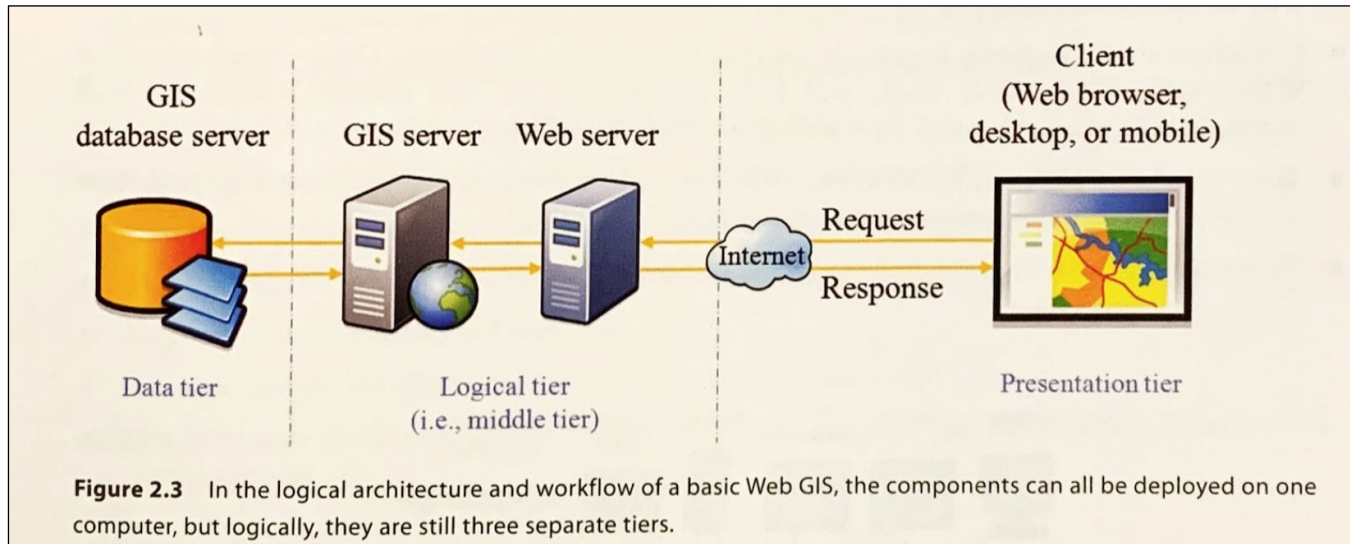 GIS
database server
GIS server
Web server
Client
(Web browser,
desktop, or mobile)
Internet
Request
Response
Data tier
Logical tier
(i.e., middle tier)
Presentation tier
Figure 2.3 In the logical architecture and workflow of a basic Web GIS, the components can all be deployed on one
computer, but logically, they are still three separate tiers.